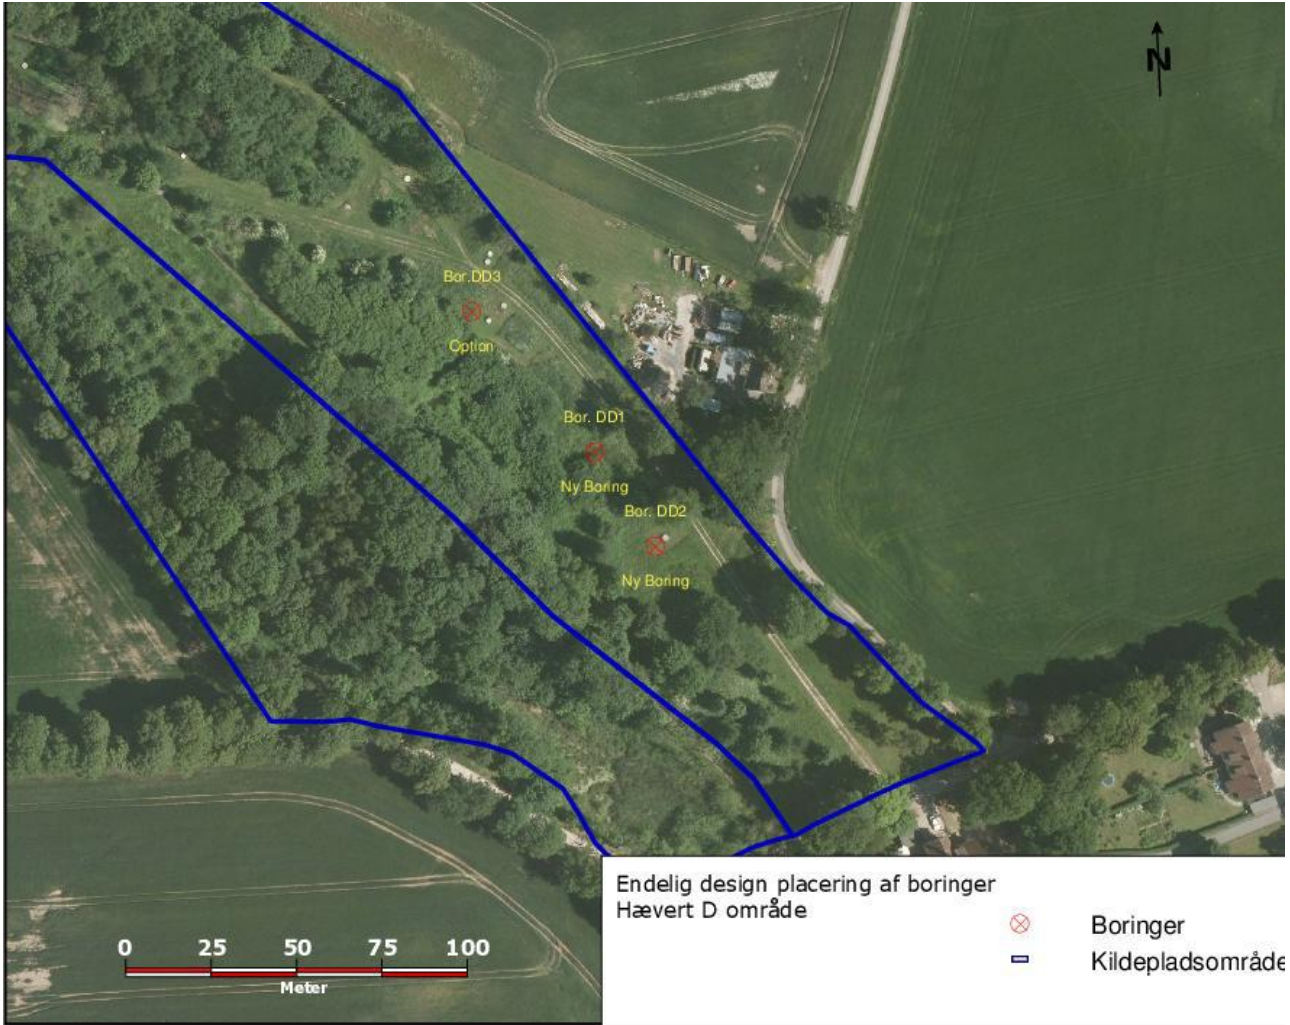 N
Bor.DD3
Option
Bor. DD1
Ny Boring
Bor. DD2
Ny Boring
0 25 50 75 100
Meter
Endelig design placering af boringer
Hævert D område
Boringer
Kildepladsområde